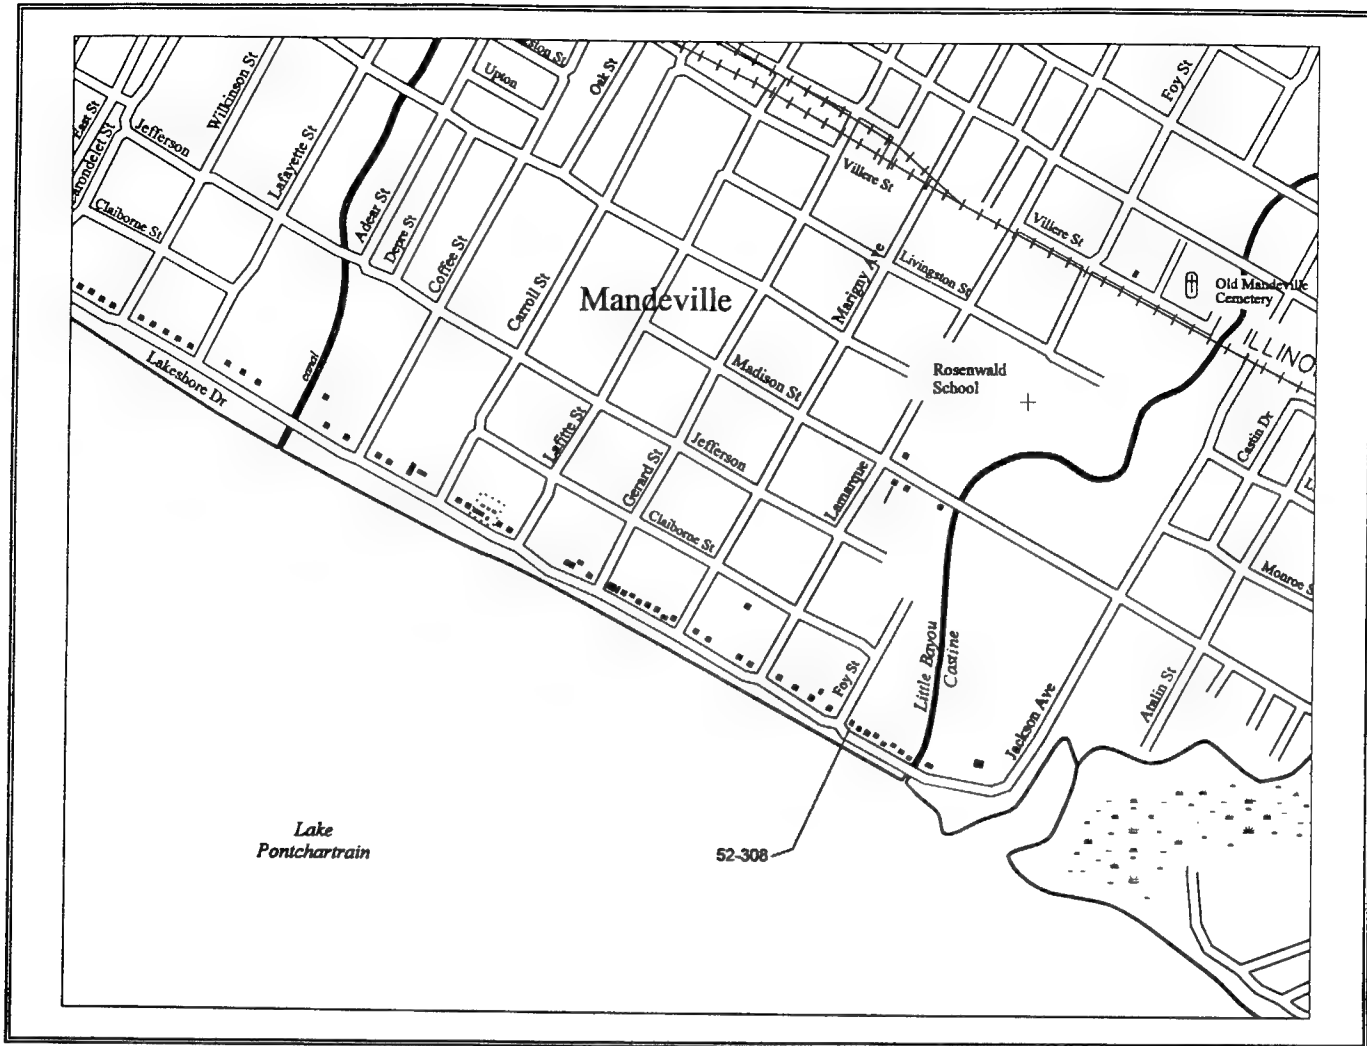 Upton
Oak St
Foy St
Wilkinson St
East St
Jefferson
Lafayette St
Villere St
Claiborne St
Adear St
Depre St
Villere St
Coffee St
Marigny Ave
Livingston St
Old Mandeville
Cemetery
Carroll St
Mandeville
ILLINO
canal
Lakeshore Dr
Madison St
Rosenwald
School
Lafitte St
Jefferson
Castin Dr
Gerard St
Lamarque
Claiborne St
Monroe S
Little Bayou
Castine
Foy St
Atalin St
Jackson Ave
Lake
Pontchartrain
52-308